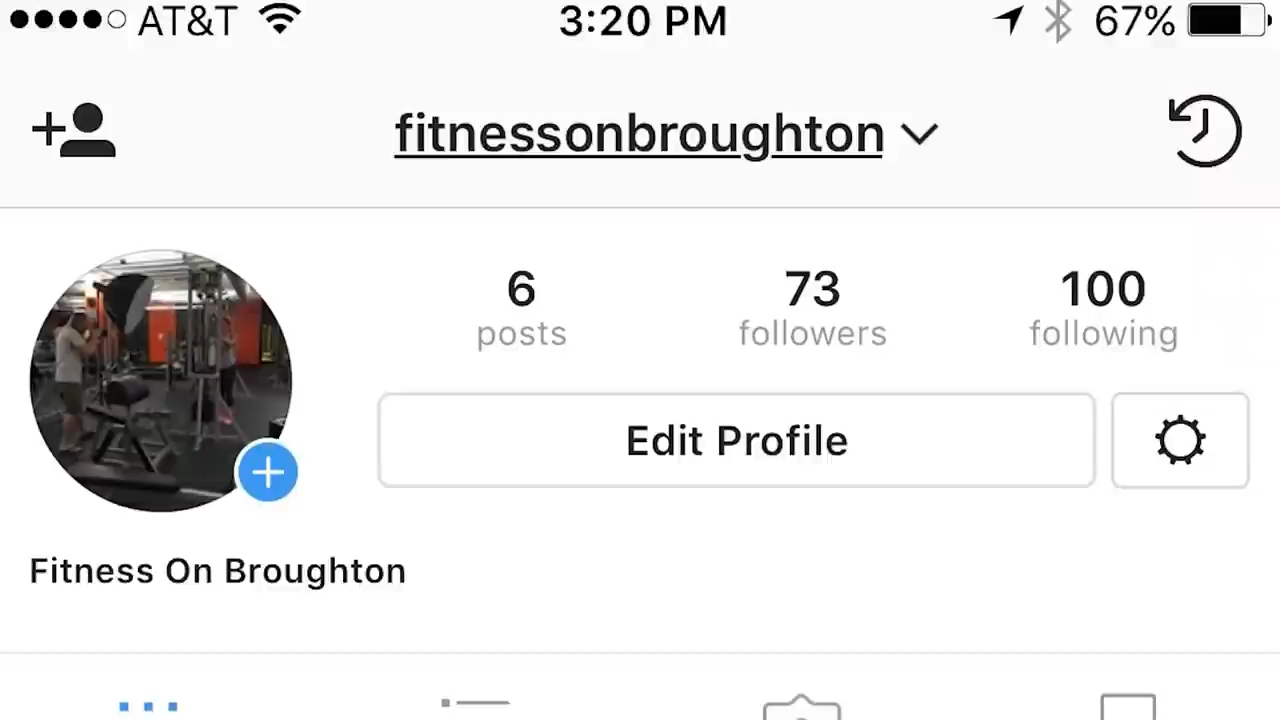 AT&T 3:20 PM 67%
fitnessonbroughton
6 73 100
posts followers following
Edit Profile
Fitness On Broughton